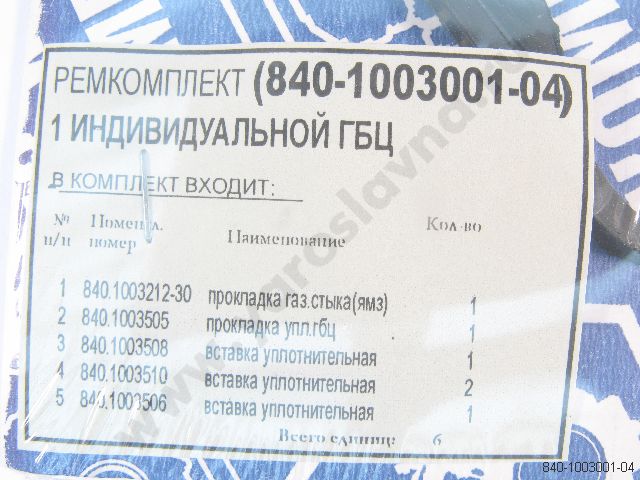 РЕМКОМПЛЕКТ (840-1003001-04)
1 ИНДИВИДУАЛЬНОЙ ГБЦ
В КОМПЛЕКТ ВХОДИТ:
№ п/п Номенкл. номер Наименование Кол-во
1 840.1003212-30 прокладка газ.стыка(ямз) 1
2 840.1003505 прокладка упл.гбц 1
3 840.1003508 вставка уплотнительная 1
4 840.1003510 вставка уплотнительная 2
5 840.1003506 вставка уплотнительная 1
Всего единиц: 6
840-1003001-04